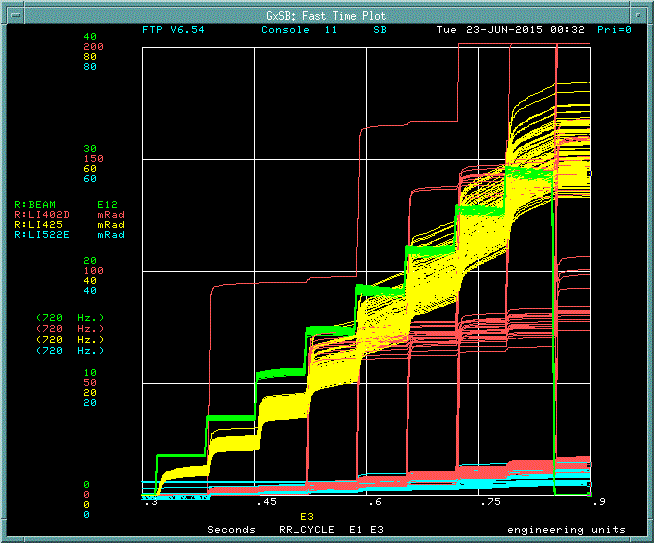 GxSB: Fast Time Plot
FTP V6.54 Console 11 SB Tue 23-JUN-2015 00:32 Pri=0
40
200
80
80
30
150
60
60
R:BEAM E12
R:LI402D mRad
R:LI425 mRad
R:LI522E mRad
20
100
40
40
(720 Hz.)
(720 Hz.)
(720 Hz.)
(720 Hz.)
10
50
20
20
0
0
0
0
.3 .45 .6 .75 .9
E3
Seconds RR_CYCLE E1 E3 engineering units